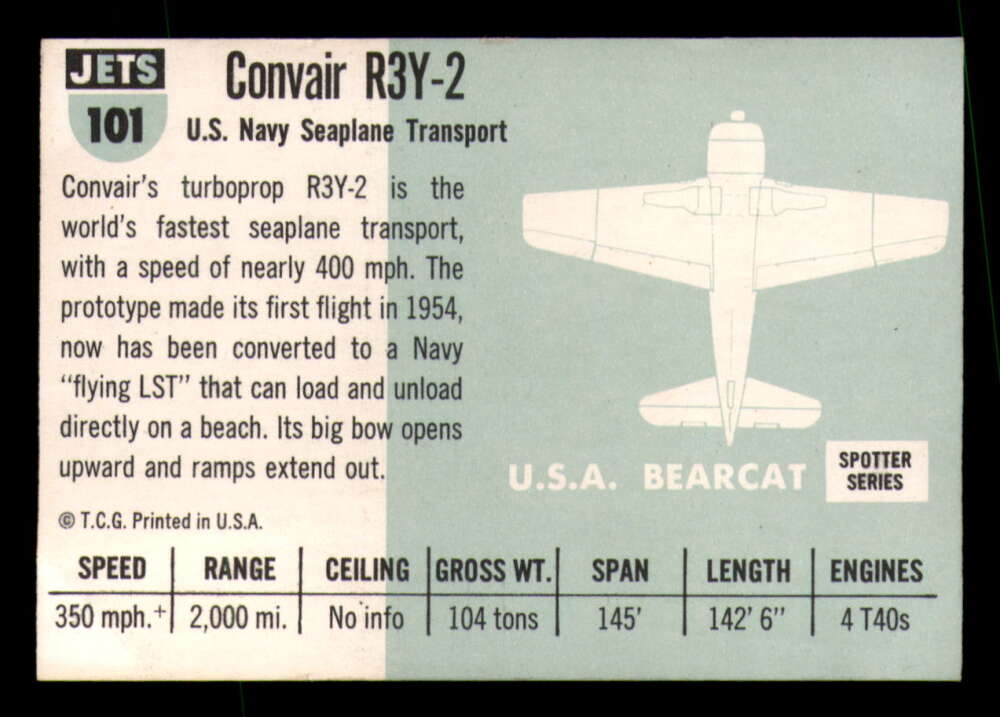 JETS
101
Convair R3Y-2
U.S. Navy Seaplane Transport
Convair's turboprop R3Y-2 is the
world's fastest seaplane transport,
with a speed of nearly 400 mph. The
prototype made its first flight in 1954,
now has been converted to a Navy
"flying LST" that can load and unload
directly on a beach. Its big bow opens
upward and ramps extend out.
© T.C.G. Printed in U.S.A.
U.S.A. BEARCAT
SPOTTER
SERIES
SPEED RANGE CEILING GROSS WT. SPAN LENGTH ENGINES
350 mph.+ 2,000 mi. No info 104 tons 145' 142' 6" 4 T40s